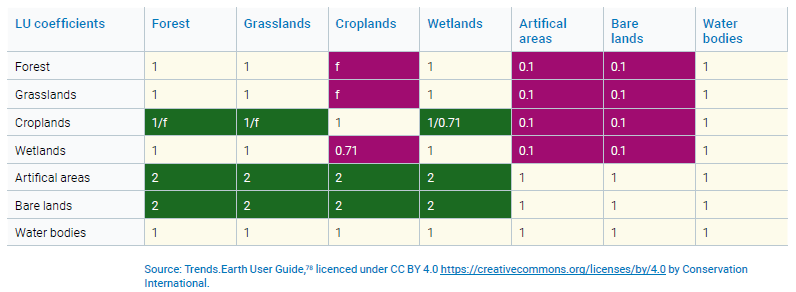 LU coefficients Forest Grasslands Croplands Wetlands Artifical areas Bare lands Water bodies
Forest 1 1 f 1 0.1 0.1 1
Grasslands 1 1 f 1 0.1 0.1 1
Croplands 1/f 1/f 1 1/0.71 0.1 0.1 1
Wetlands 1 1 0.71 1 0.1 0.1 1
Artifical areas 2 2 2 2 1 1 1
Bare lands 2 2 2 2 1 1 1
Water bodies 1 1 1 1 1 1 1
Source: Trends.Earth User Guide,⁷⁸ licenced under CC BY 4.0 https://creativecommons.org/licenses/by/4.0 by Conservation
International.